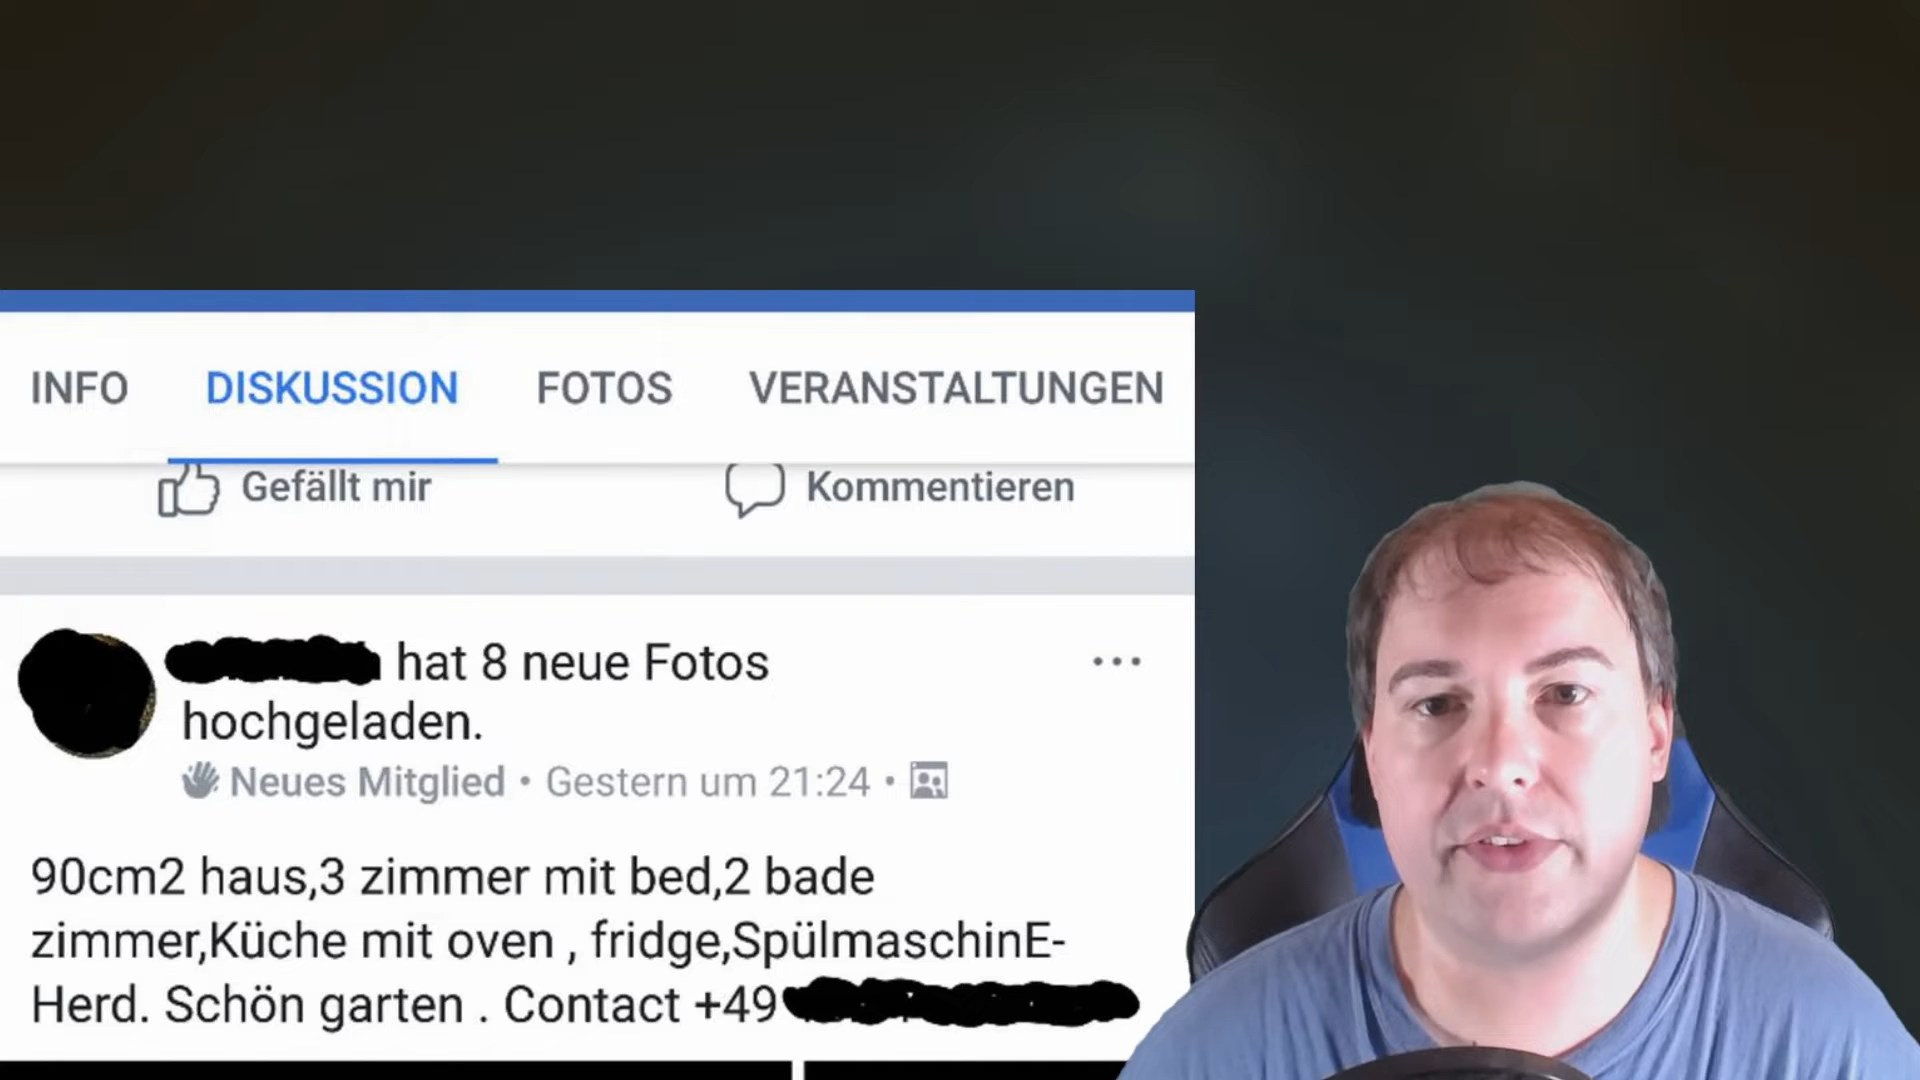 INFO DISKUSSION FOTOS VERANSTALTUNGEN
Gefällt mir Kommentieren
hat 8 neue Fotos
hochgeladen.
Neues Mitglied • Gestern um 21:24 •
90cm2 haus,3 zimmer mit bed,2 bade
zimmer,Küche mit oven , fridge,SpülmaschinE-
Herd. Schön garten . Contact +49